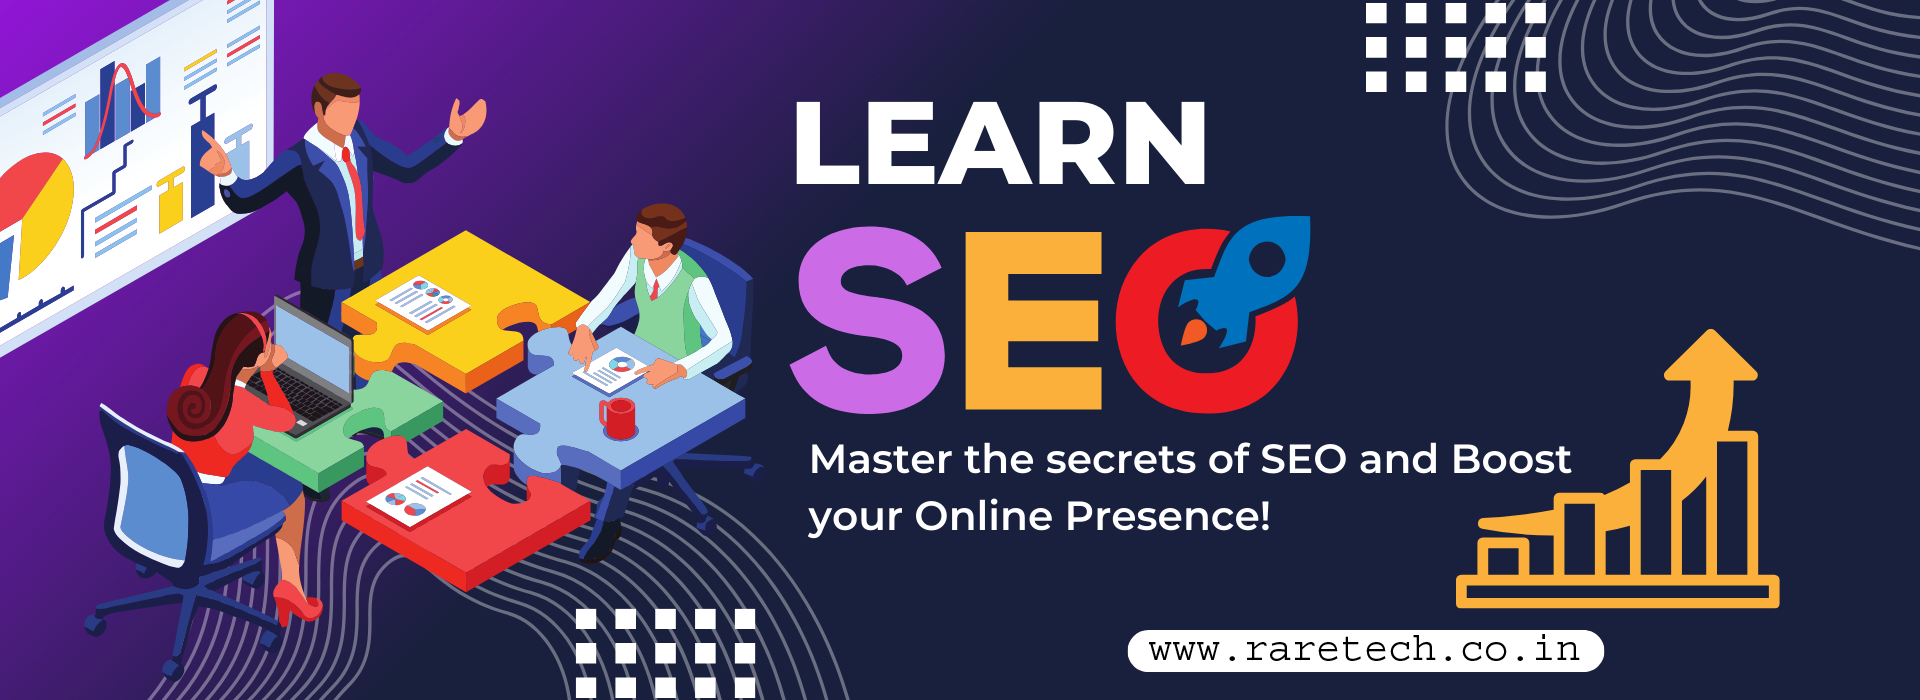 LEARN
SEO
Master the secrets of SEO and Boost
your Online Presence!
www.raretech.co.in